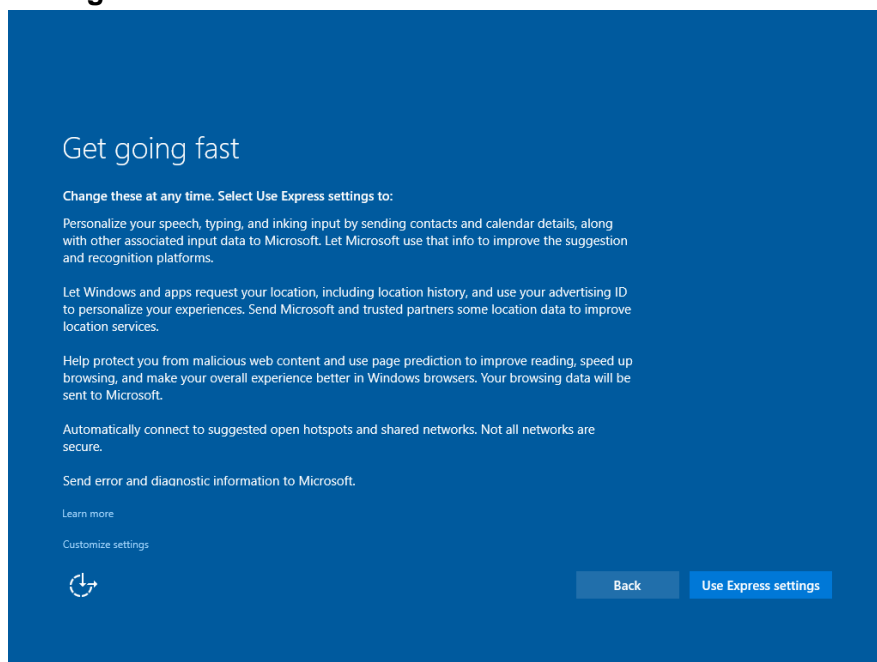 Get going fast
Change these at any time. Select Use Express settings to:
Personalize your speech, typing, and inking input by sending contacts and calendar details, along
with other associated input data to Microsoft. Let Microsoft use that info to improve the suggestion
and recognition platforms.
Let Windows and apps request your location, including location history, and use your advertising ID
to personalize your experiences. Send Microsoft and trusted partners some location data to improve
location services.
Help protect you from malicious web content and use page prediction to improve reading, speed up
browsing, and make your overall experience better in Windows browsers. Your browsing data will be
sent to Microsoft.
Automatically connect to suggested open hotspots and shared networks. Not all networks are
secure.
Send error and diagnostic information to Microsoft.
Learn more
Customize settings
Back
Use Express settings